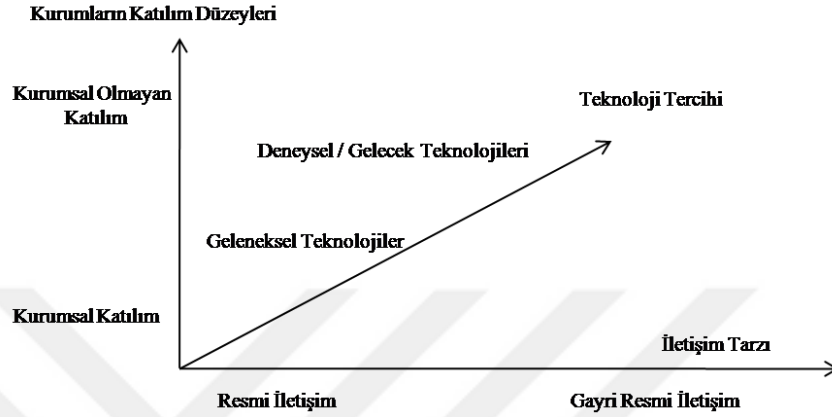 Kurumların Katılım Düzeyleri
Kurumsal Olmayan
Katılım
Teknoloji Tercihi
Deneysel / Gelecek Teknolojileri
Geleneksel Teknolojiler
Kurumsal Katılım
İletişim Tarzı
Resmi İletişim
Gayri Resmi İletişim